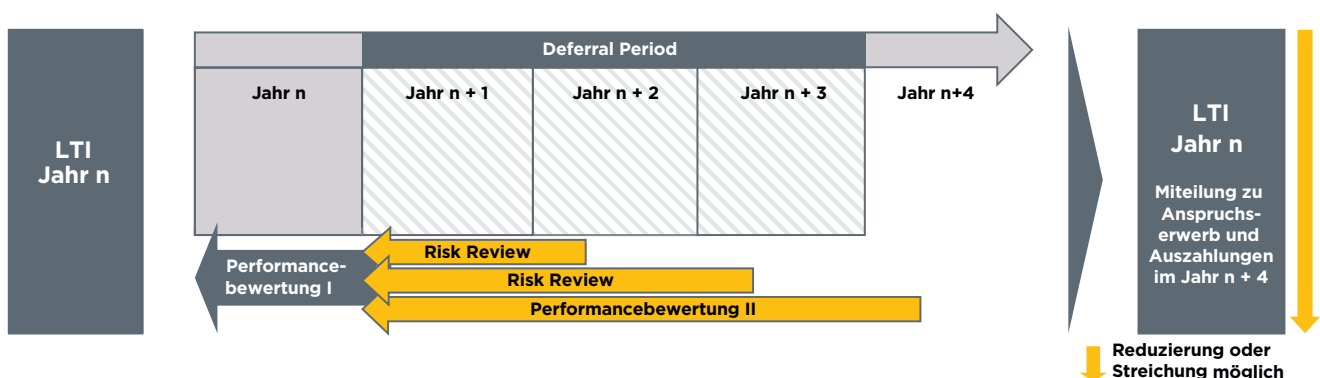 LTI
Jahr n
Deferral Period
Jahr n
Jahr n + 1
Jahr n + 2
Jahr n + 3
Jahr n+4
Performance-
bewertung I
Risk Review
Risk Review
Performancebewertung II
LTI
Jahr n
Miteilung zu
Anspruchs-
erwerb und
Auszahlungen
im Jahr n + 4
Reduzierung oder
Streichung möglich